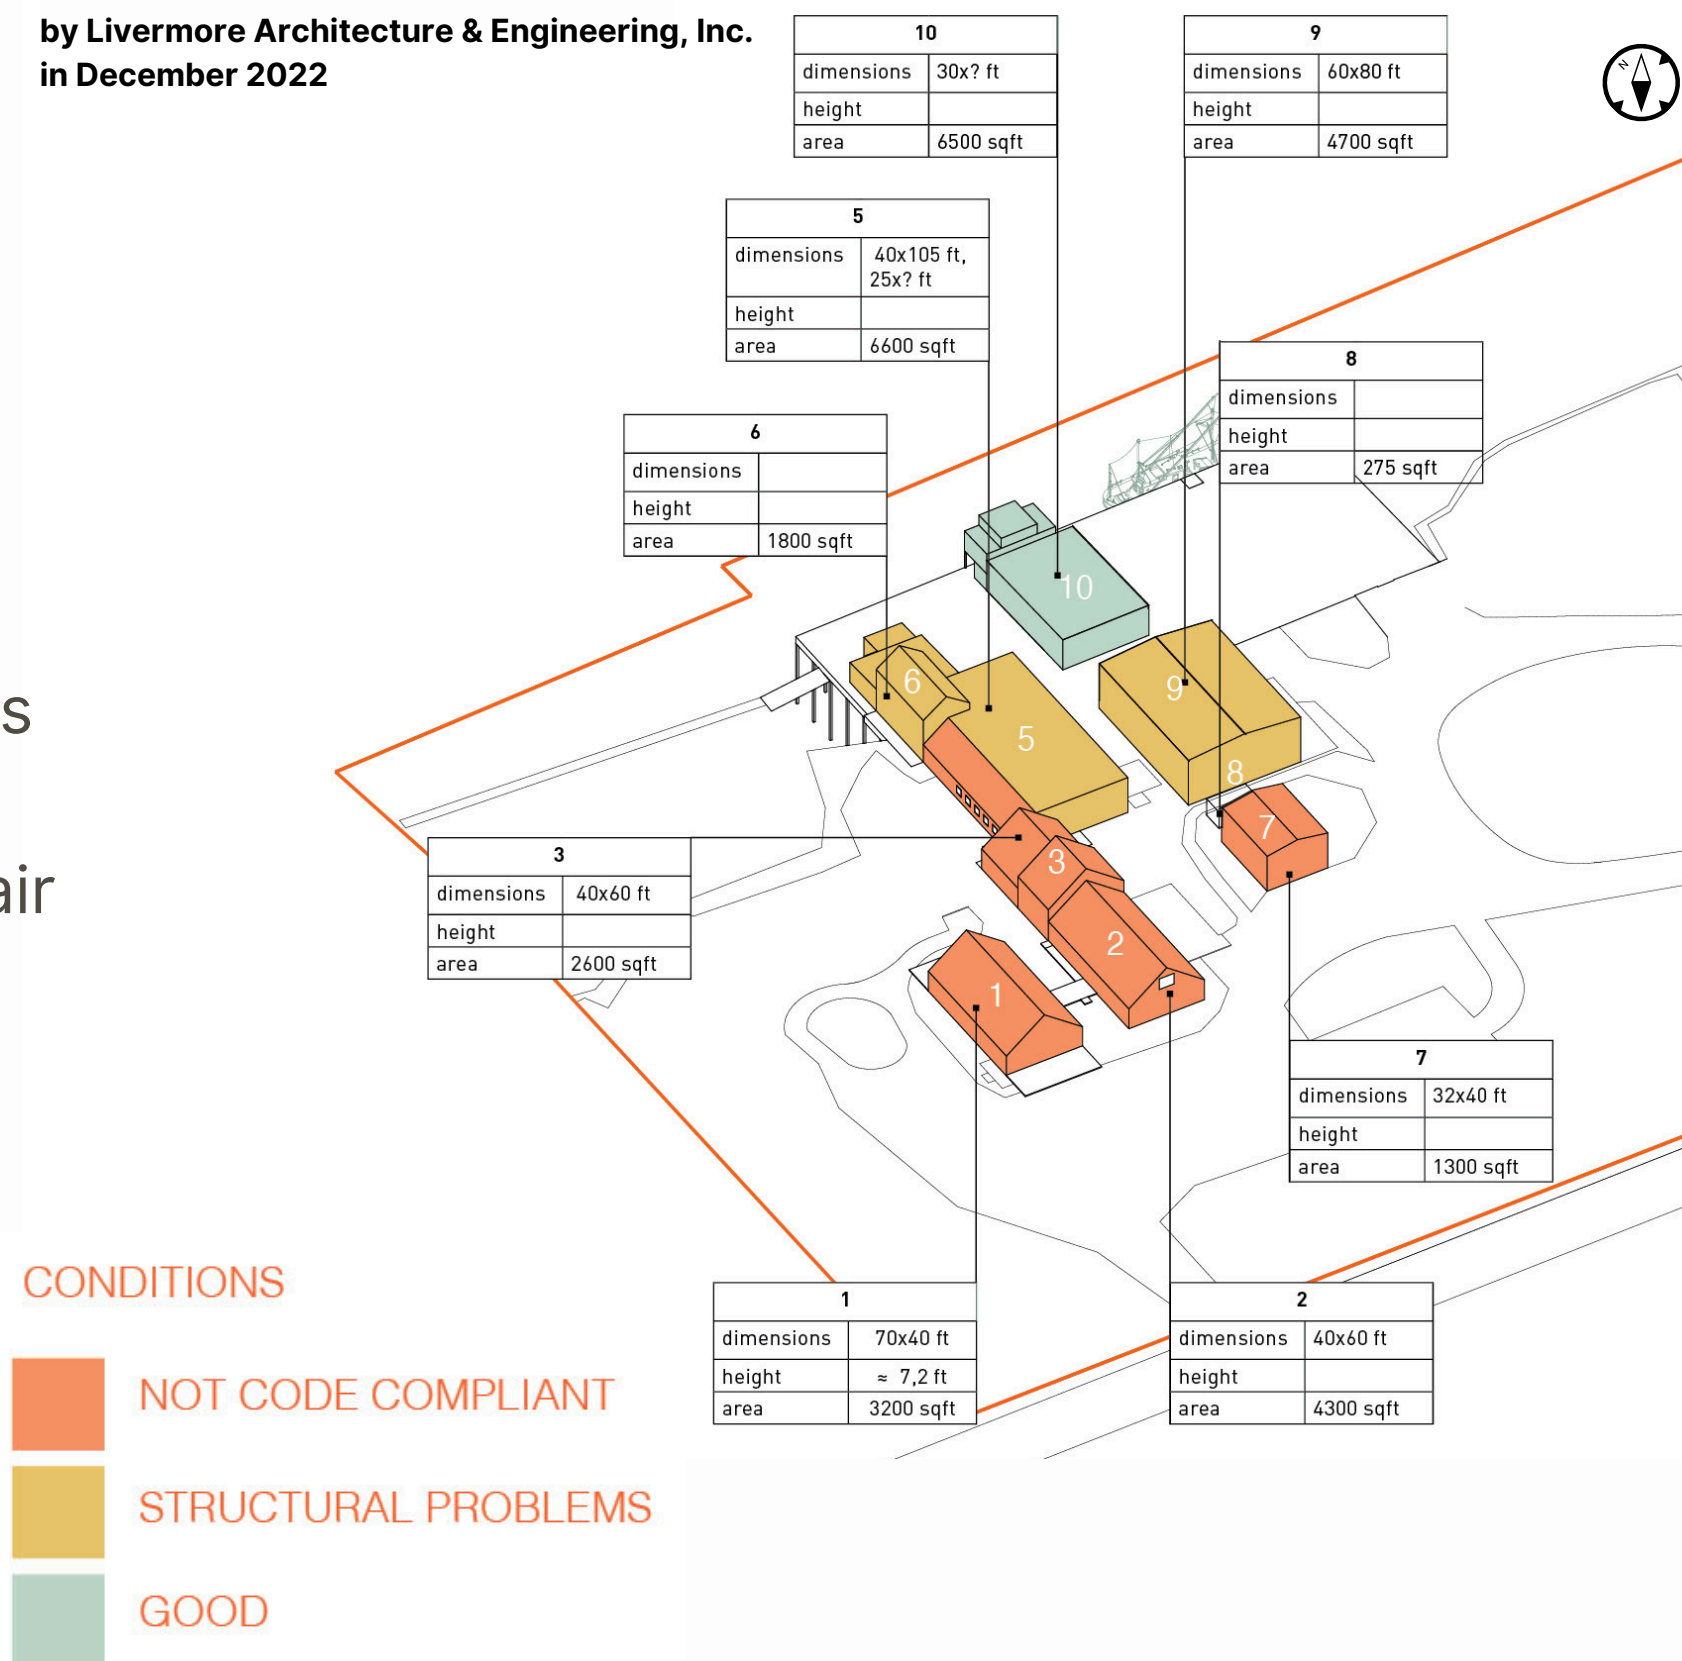 by Livermore Architecture & Engineering, Inc.
in December 2022
10
dimensions 30x? ft
height
area 6500 sqft
9
dimensions 60x80 ft
height
area 4700 sqft
N
5
dimensions 40x105 ft,
25x? ft
height
area 6600 sqft
8
dimensions
height
area 275 sqft
6
dimensions
height
area 1800 sqft
10
6
9
5
8
7
3
2
1
s
air
3
dimensions 40x60 ft
height
area 2600 sqft
7
dimensions 32x40 ft
height
area 1300 sqft
1
dimensions 70x40 ft
height ≈ 7,2 ft
area 3200 sqft
2
dimensions 40x60 ft
height
area 4300 sqft
CONDITIONS
NOT CODE COMPLIANT
STRUCTURAL PROBLEMS
GOOD